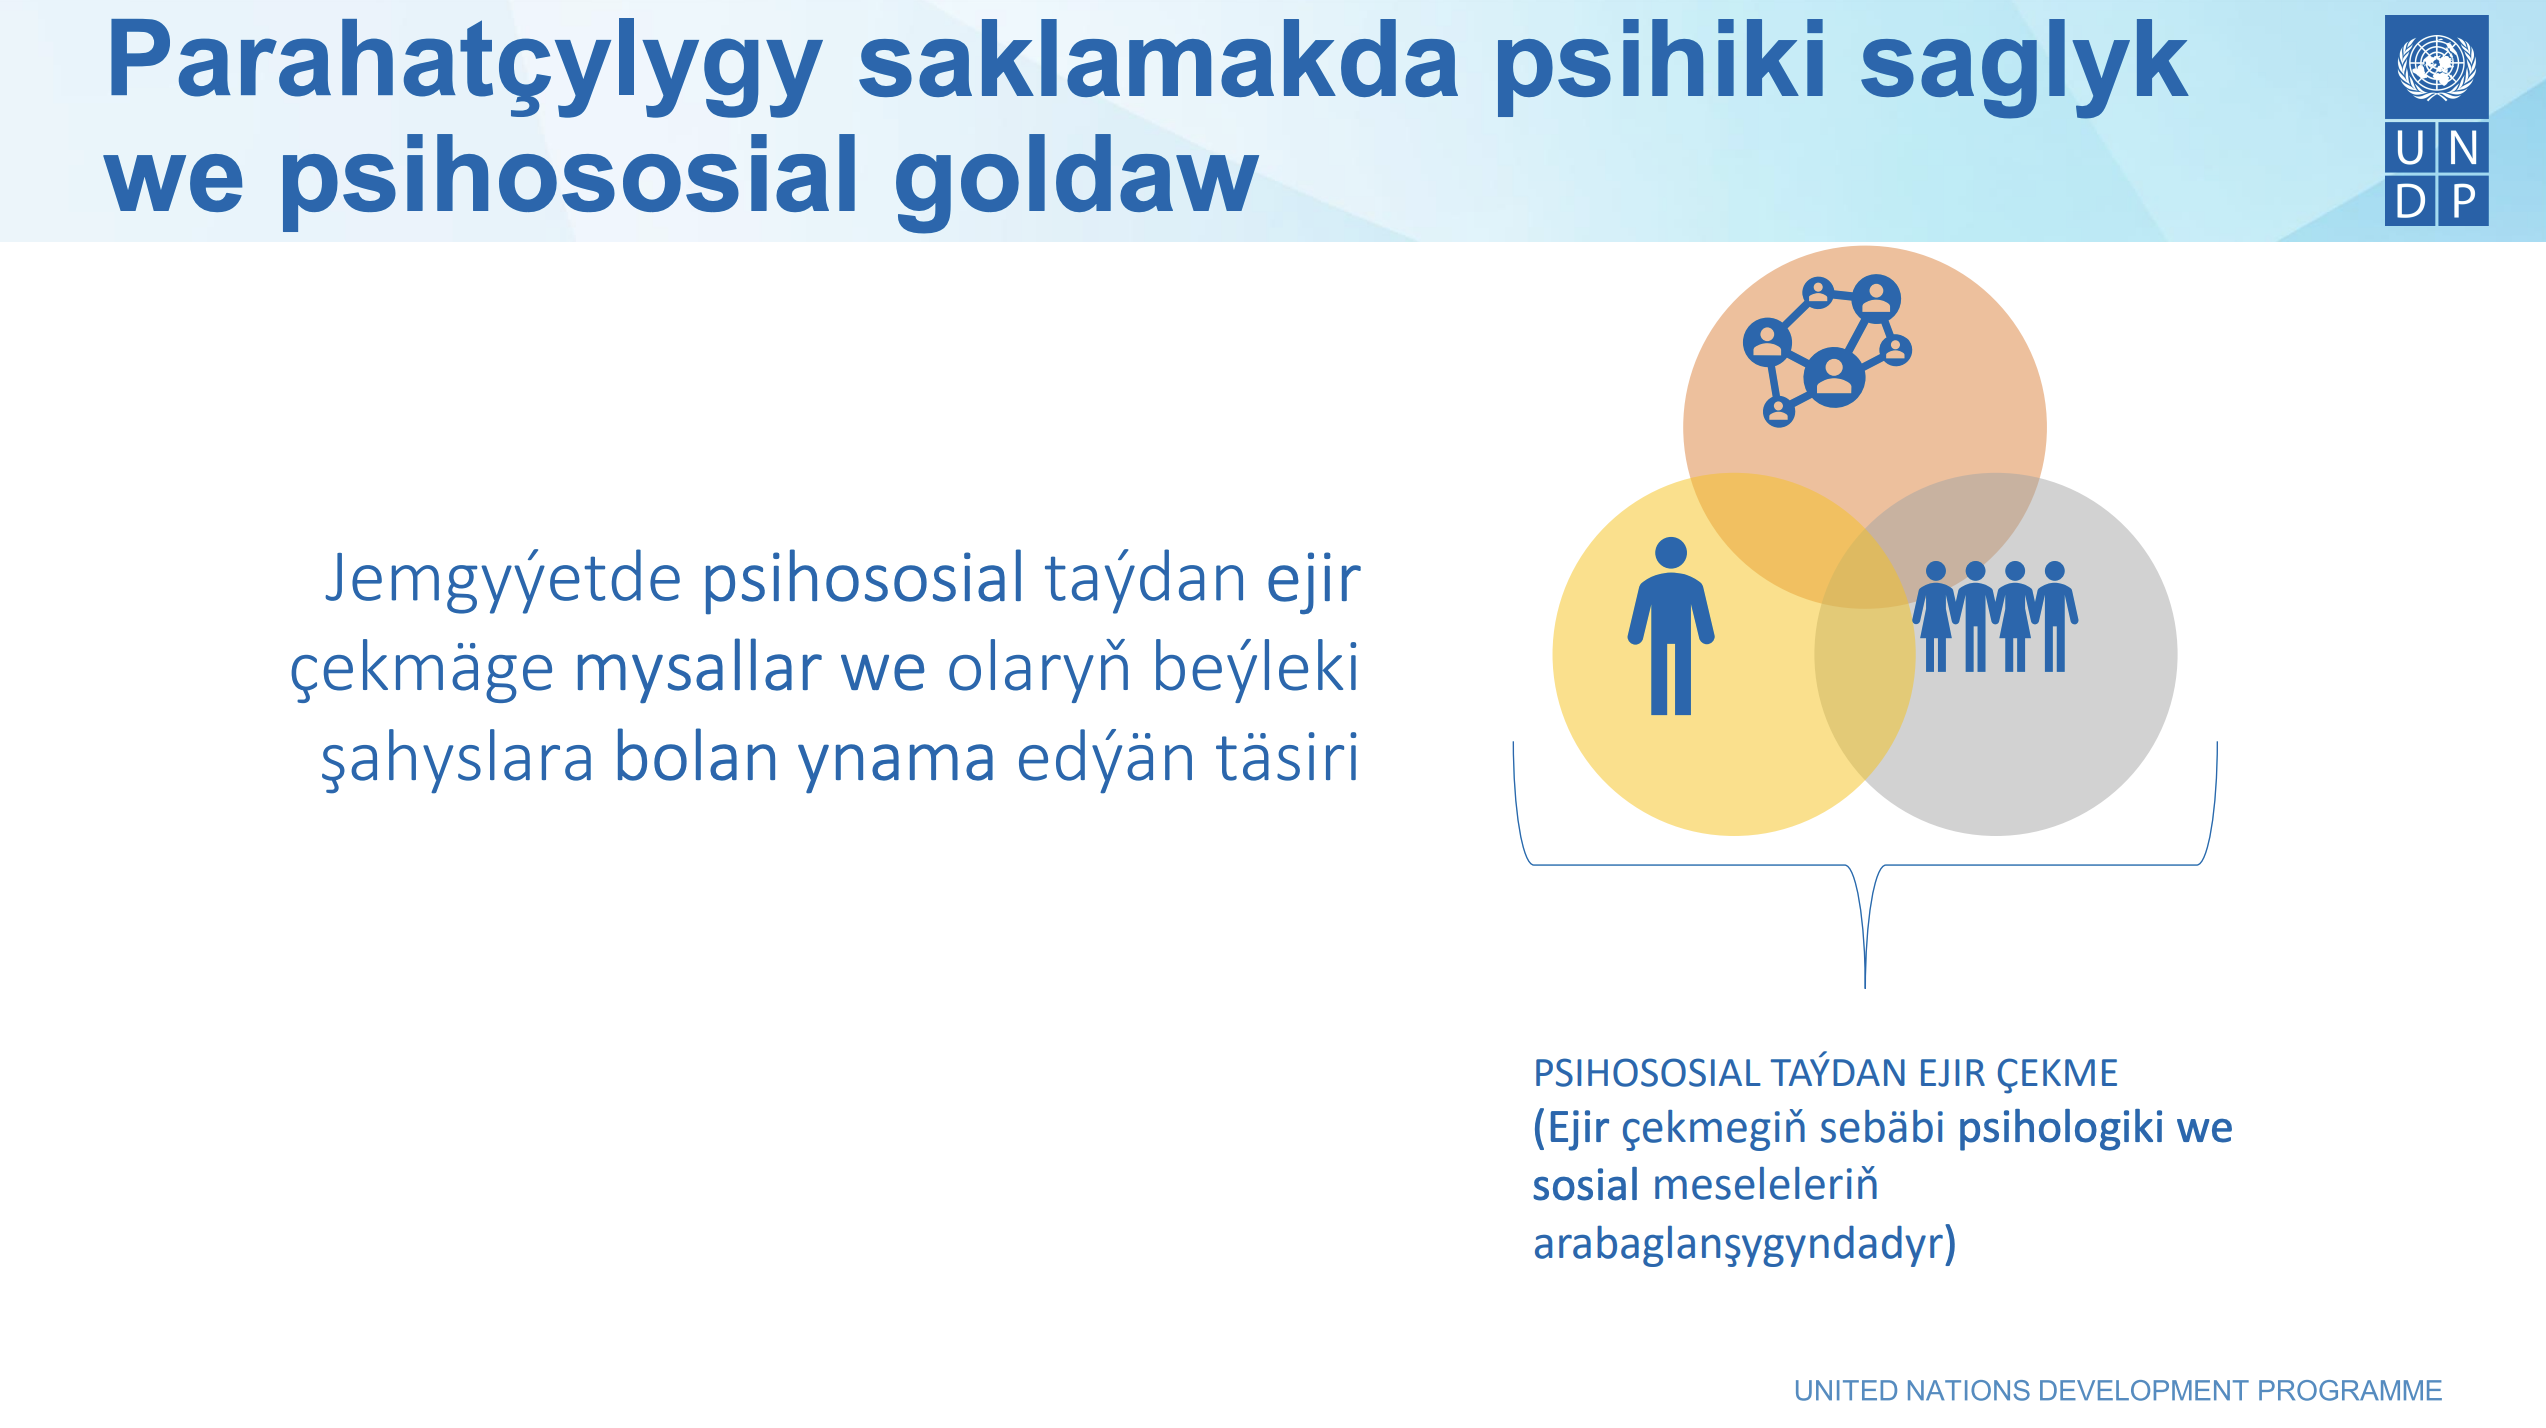 Parahatçylygy saklamakda psihiki saglyk
we psihososial goldaw
UN
DP
Jemgyýetde psihososial taýdan ejir
çekmäge mysallar we olaryň beýleki
şahyslara bolan ynama edýän täsiri
PSIHOSOSIAL TAÝDAN EJIR ÇEKME
(Ejir çekmegiň sebäbi psihologiki we
sosial meseleleriň
arabaglanşygyndadyr)
UNITED NATIONS DEVELOPMENT PROGRAMME